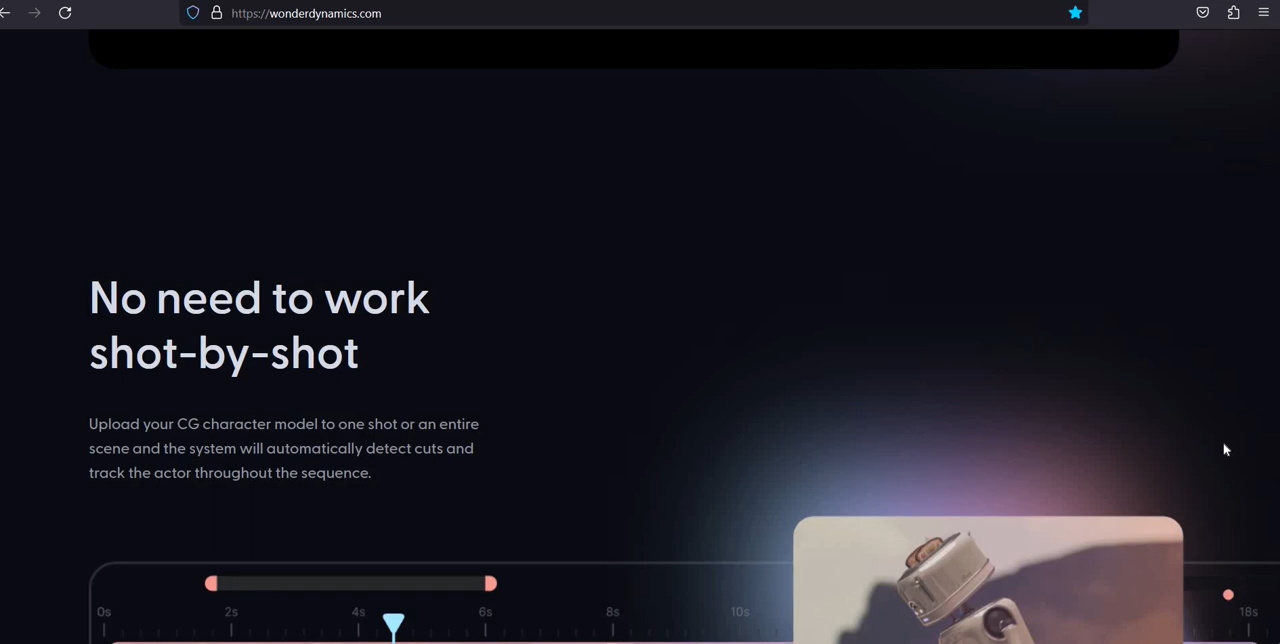 https://wonderdynamics.com
No need to work
shot-by-shot
Upload your CG character model to one shot or an entire
scene and the system will automatically detect cuts and
track the actor throughout the sequence.
0s 2s 4s 6s 8s 10s 18s